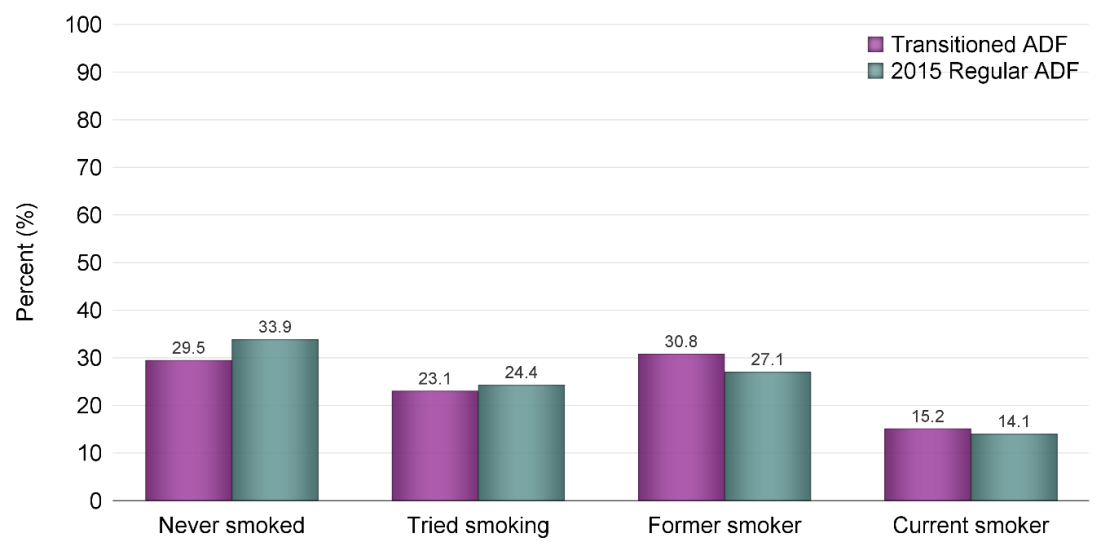 100
90
80
70
60
50
40
30
20
10
0
Percent (%)
Transitioned ADF
2015 Regular ADF
29.5
33.9
23.1
24.4
30.8
27.1
15.2
14.1
Never smoked
Tried smoking
Former smoker
Current smoker